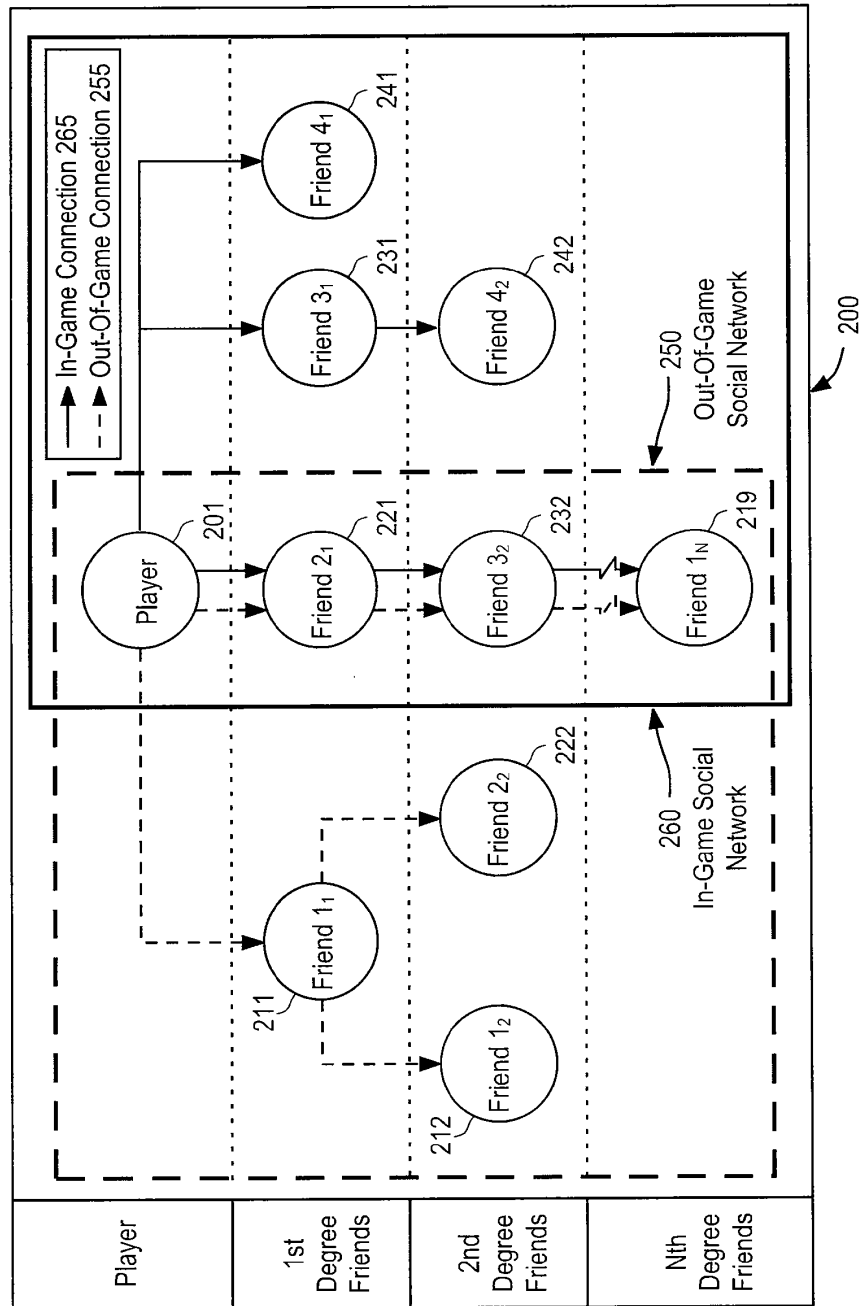 In-Game Connection 265
Out-Of-Game Connection 255
Player
Player
201
1st
Degree
Friends
211
Friend 1₁
Friend 2₁
221
Friend 3₁
231
Friend 4₁
241
2nd
Degree
Friends
212
Friend 1₂
Friend 2₂
222
Friend 3₂
232
Friend 4₂
242
Nth
Degree
Friends
260
In-Game Social
Network
Friend 1N
219
250
Out-Of-Game
Social Network
200